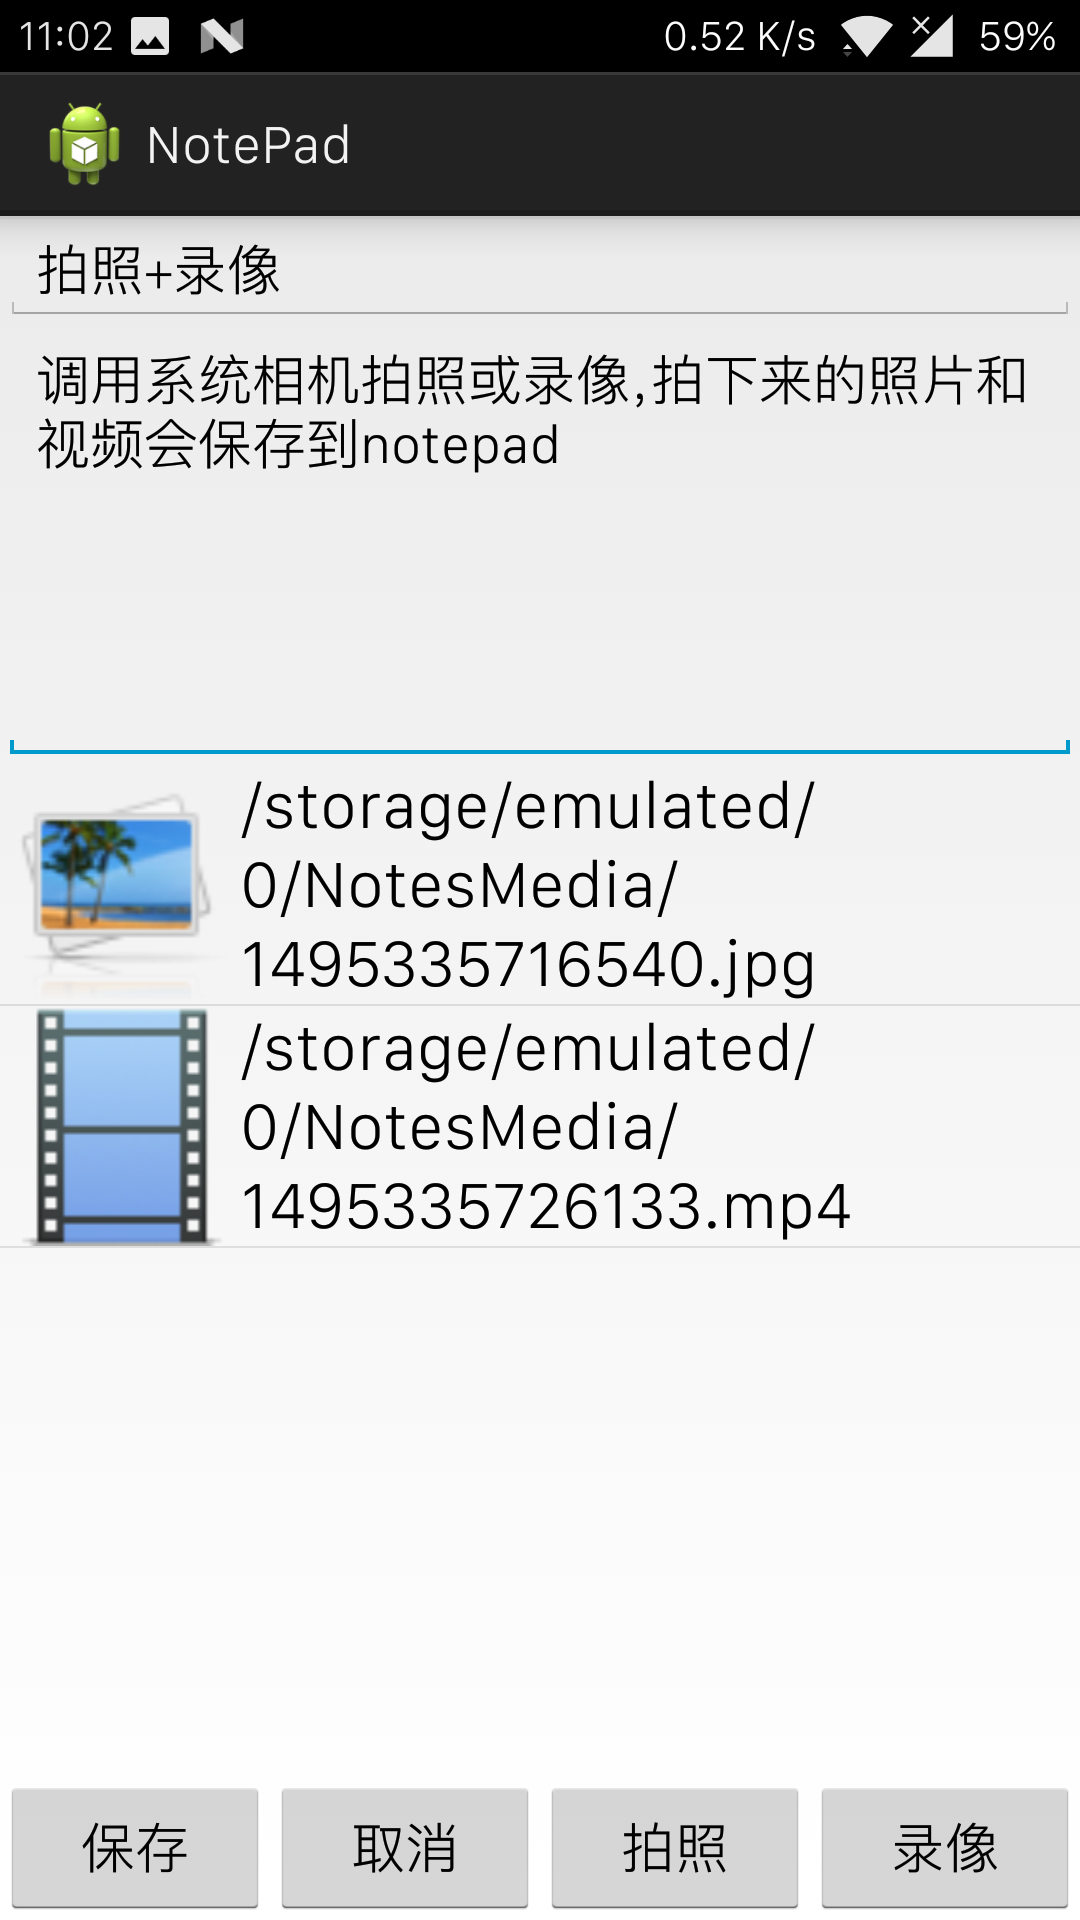 11:02 0.52 K/s 59%
NotePad
拍照+录像
调用系统相机拍照或录像,拍下来的照片和
视频会保存到notepad
/storage/emulated/
0/NotesMedia/
1495335716540.jpg
/storage/emulated/
0/NotesMedia/
1495335726133.mp4
保存 取消 拍照 录像